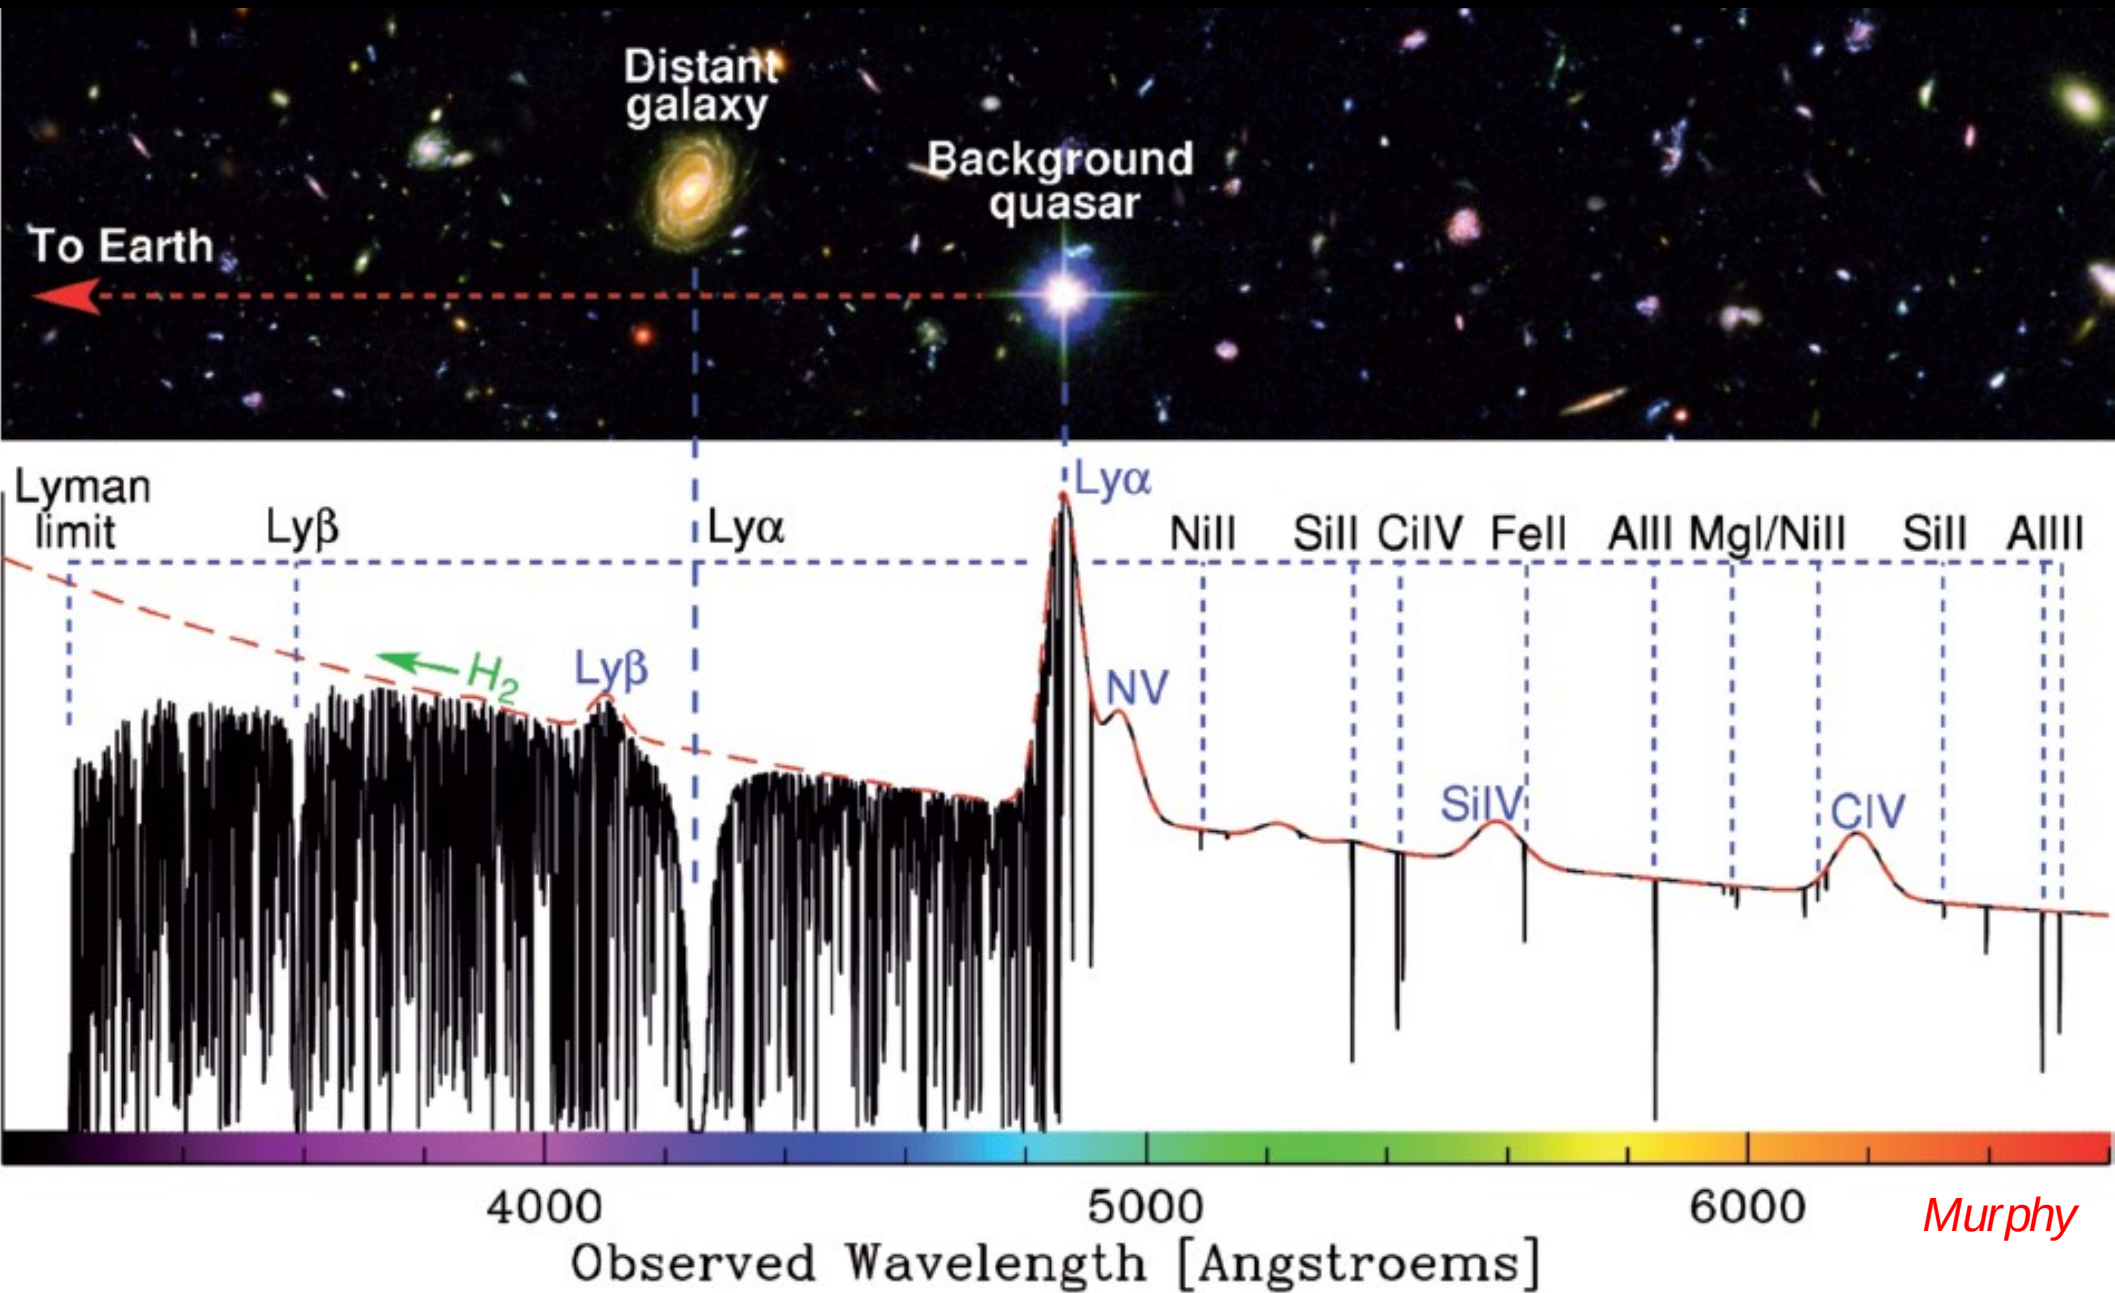 Distant
galaxy
Background
quasar
To Earth
Lyman
limit
Lyβ
Lyα
Lyα
NiII
SiII
CiIV
FeII
AlII
MgI/NiII
SiII
AlIII
H₂
Lyβ
NV
SiIV
CIV
4000
5000
6000
Murphy
Observed Wavelength [Angstroems]